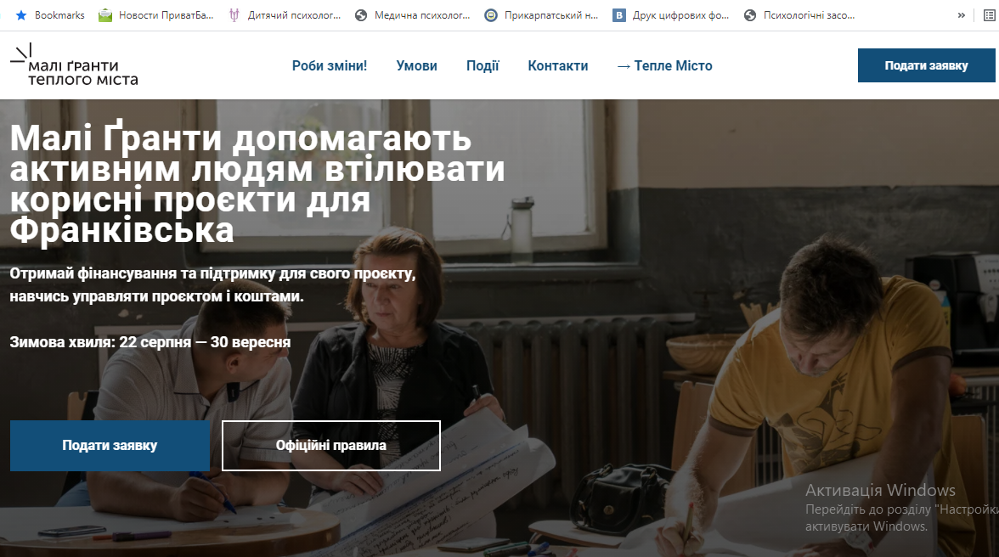 Bookmarks
Новости ПриватБа...
Дитячий психолог...
Медична психолог...
Прикарпатський н...
Друк цифрових фо...
Психологічні засо...
»
малі ґранти
теплого міста
Роби зміни!
Умови
Події
Контакти
→ Тепле Місто
Подати заявку
Малі Ґранти допомагають
активним людям втілювати
корисні проєкти для
Франківська
Отримай фінансування та підтримку для свого проєкту,
навчись управляти проєктом і коштами.
Зимова хвиля: 22 серпня — 30 вересня
Подати заявку
Офіційні правила
Активація Windows
Перейдіть до розділу "Настройки
активувати Windows.